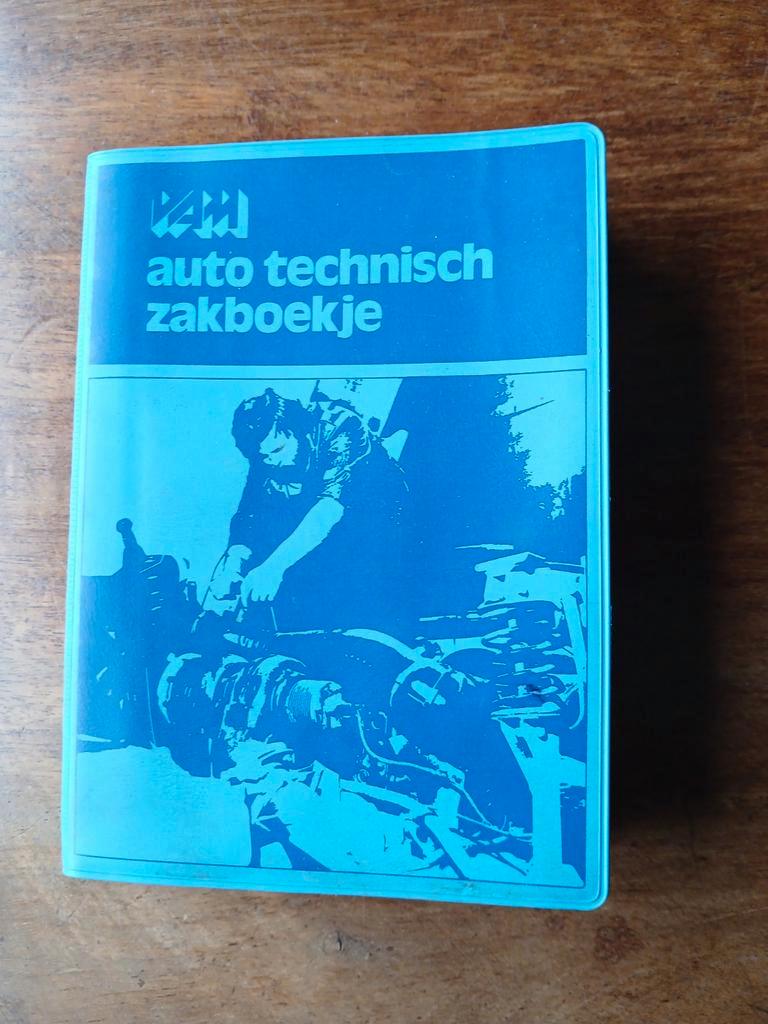 VAM
auto technisch
zakboekje